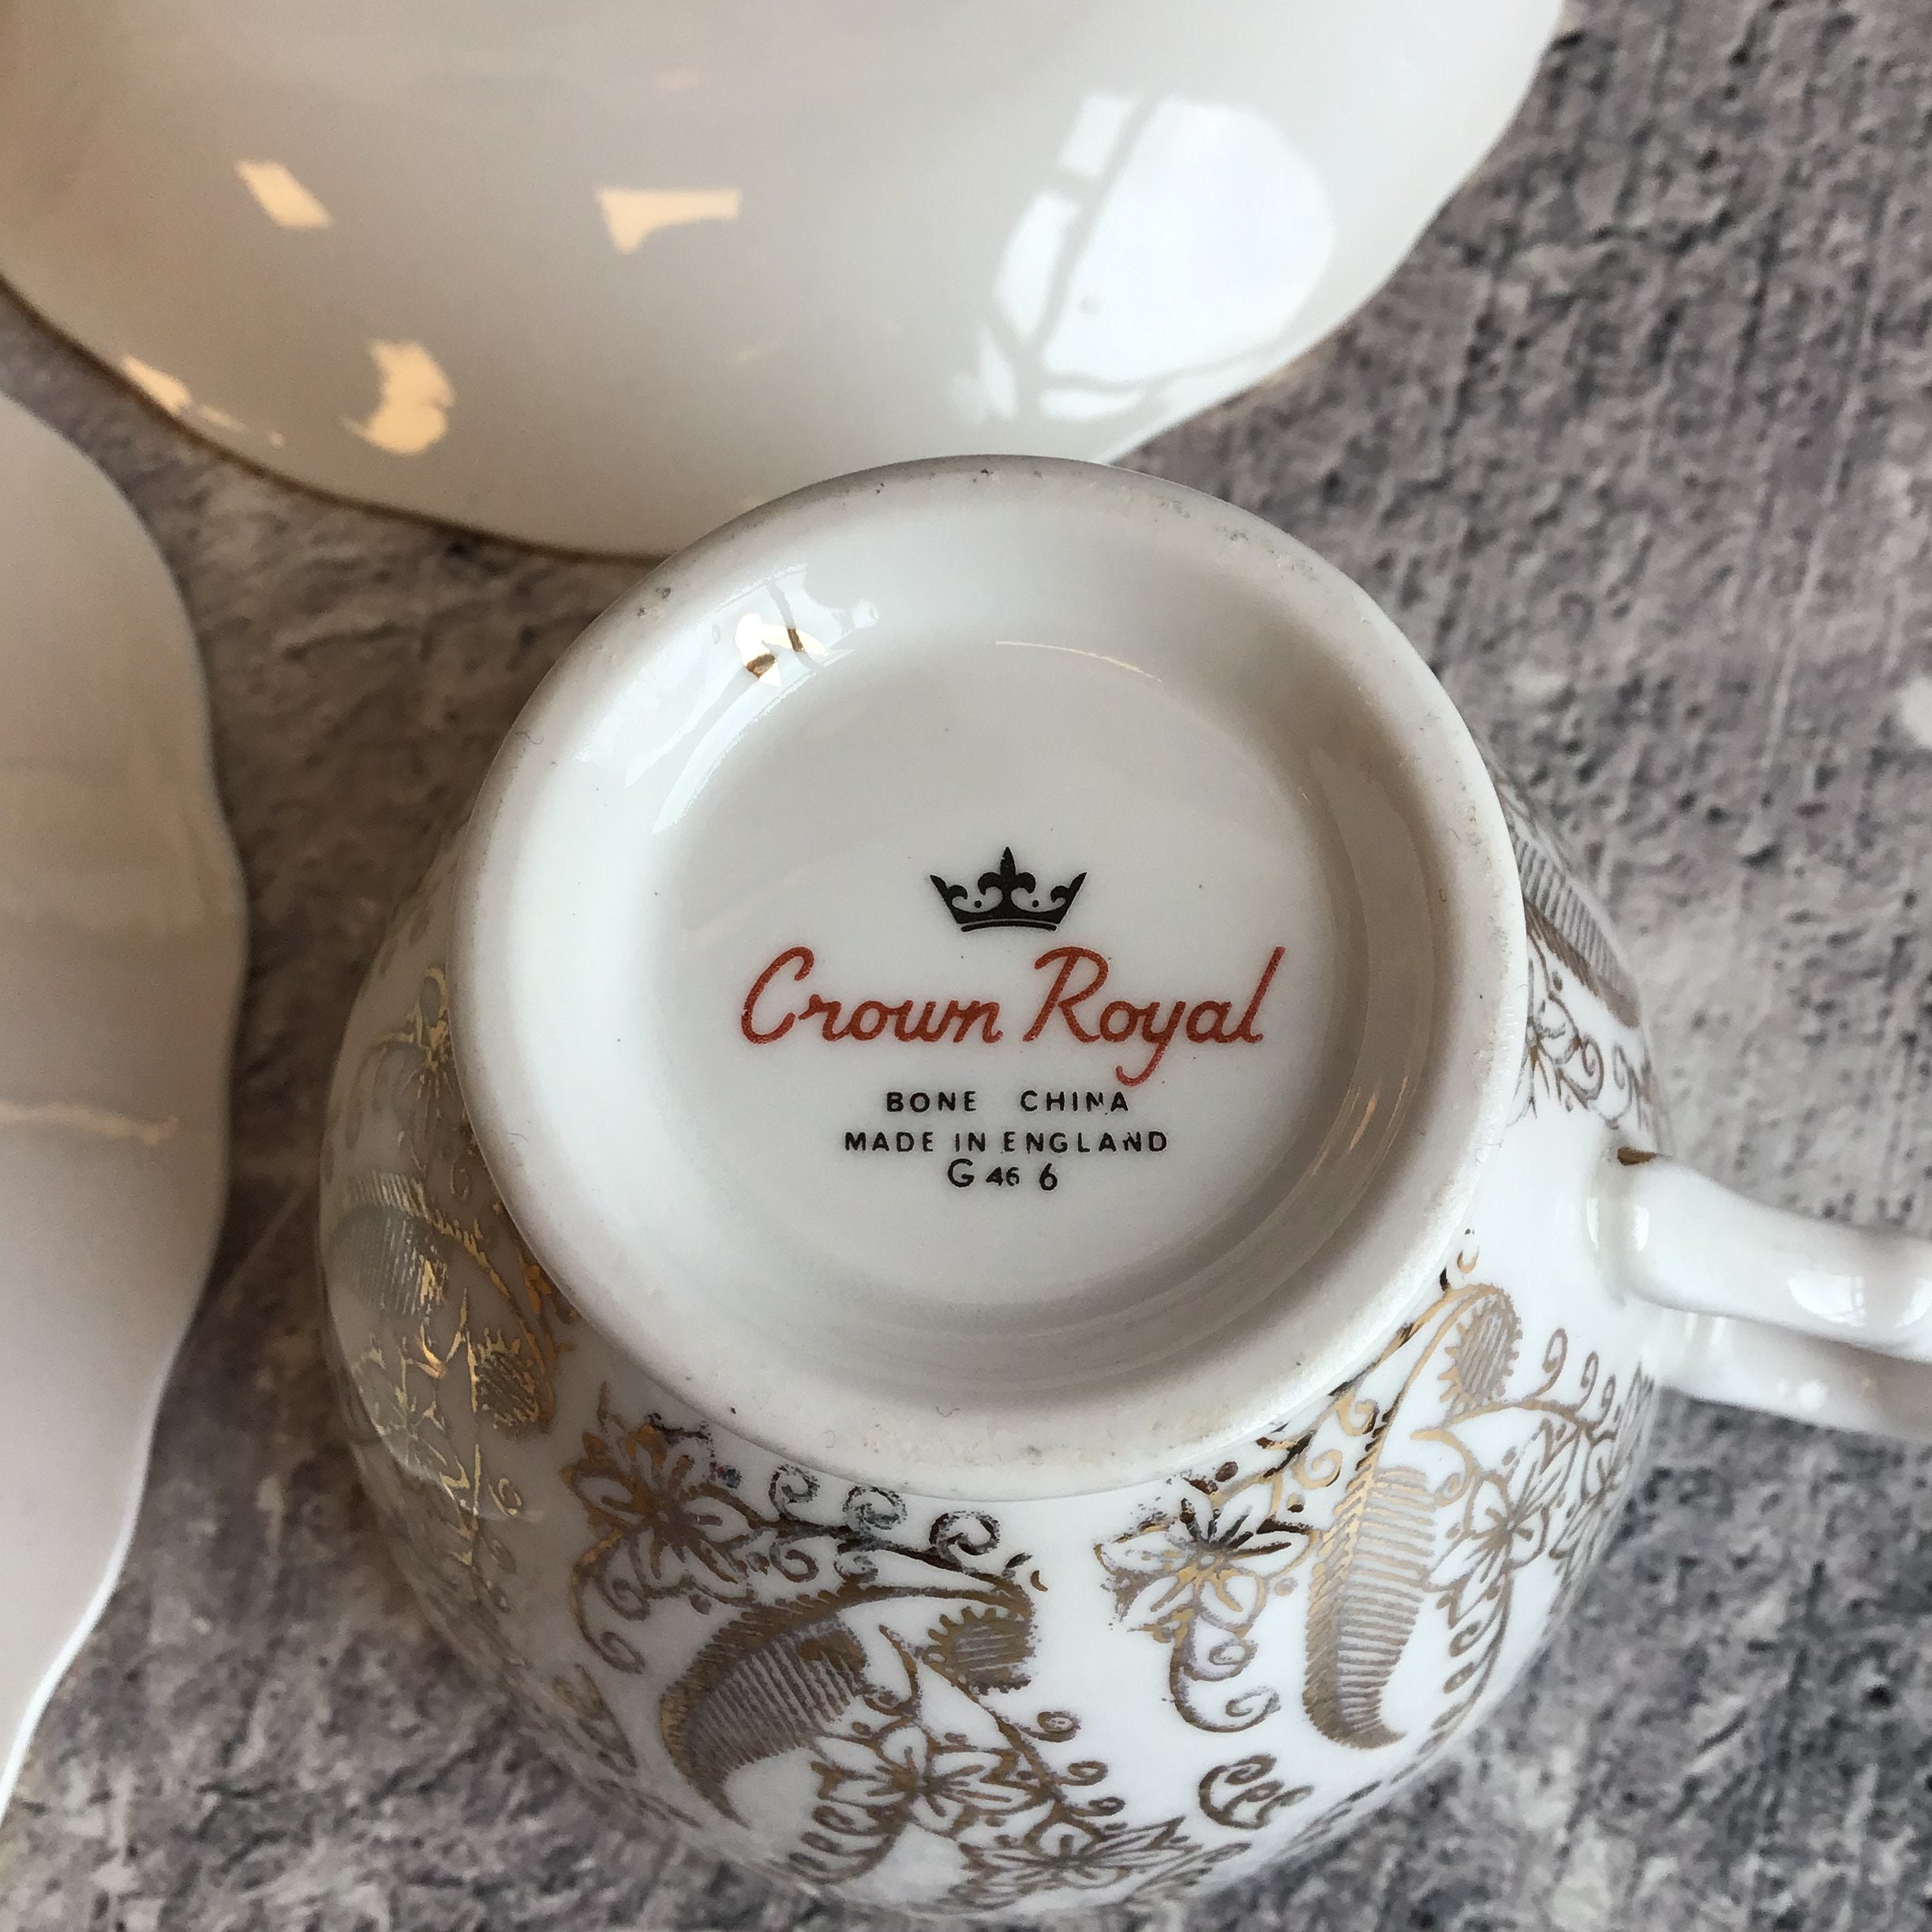 Crown Royal
BONE CHINA
MADE IN ENGLAND
G 46 6